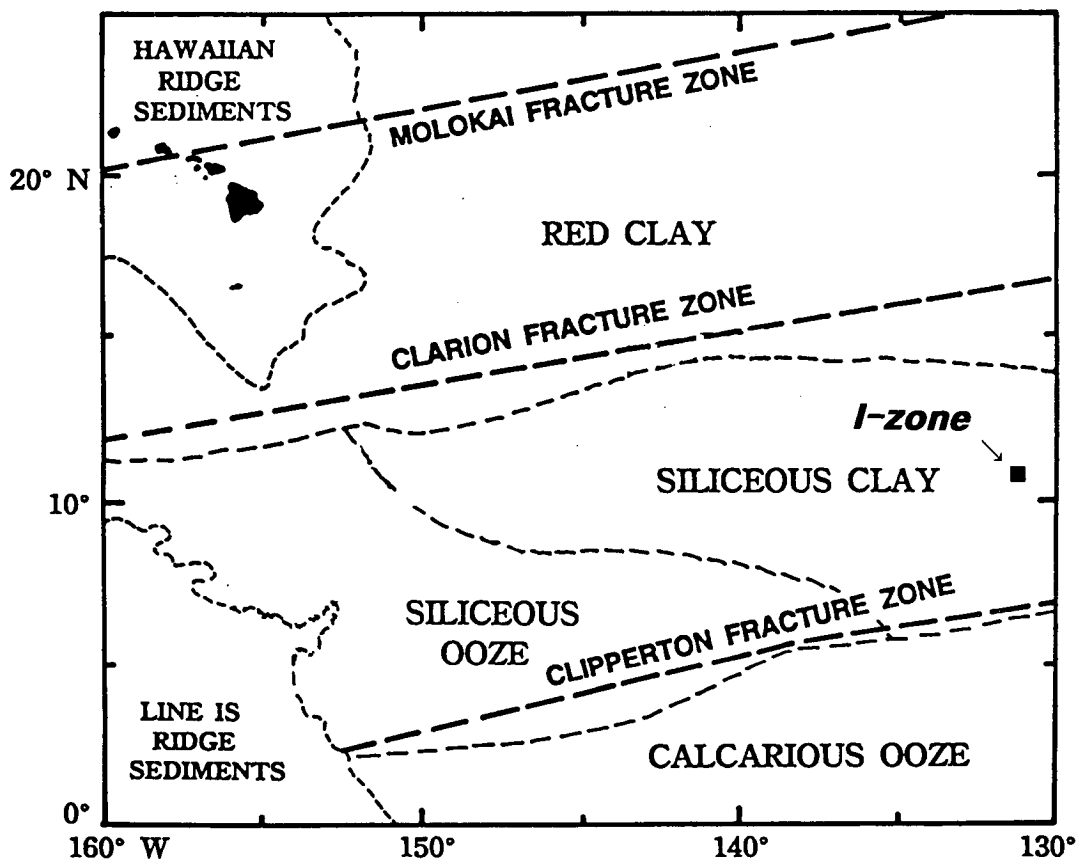 HAWAIIAN
RIDGE
SEDIMENTS
MOLOKAI FRACTURE ZONE
20° N
RED CLAY
CLARION FRACTURE ZONE
I-zone
SILICEOUS CLAY
10°
SILICEOUS
OOZE
CLIPPERTON FRACTURE ZONE
LINE IS
RIDGE
SEDIMENTS
CALCARIOUS OOZE
0°
160° W
150°
140°
130°